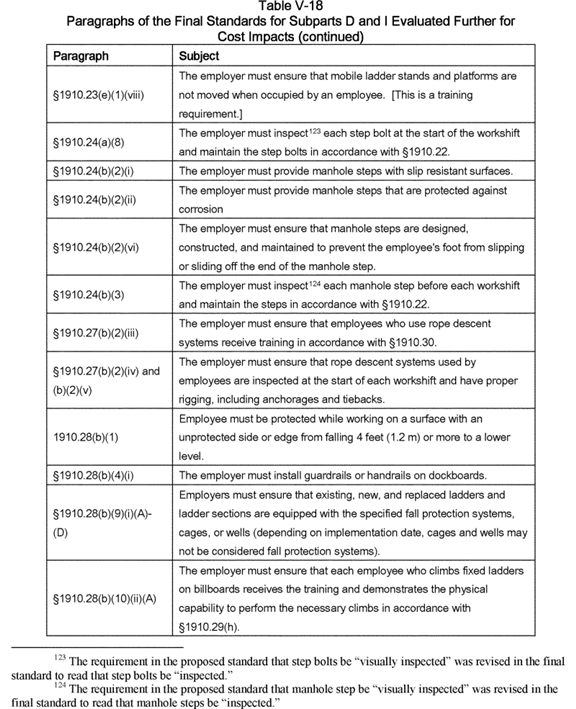 Table V-18
Paragraphs of the Final Standards for Subparts D and I Evaluated Further for
Cost Impacts (continued)
Paragraph Subject
§1910.23(e)(1)(viii)
The employer must ensure that mobile ladder stands and platforms are
not moved when occupied by an employee. [This is a training
requirement.]
§1910.24(a)(8)
The employer must inspect123 each step bolt at the start of the workshift
and maintain the step bolts in accordance with §1910.22.
§1910.24(b)(2)(i) The employer must provide manhole steps with slip resistant surfaces.
§1910.24(b)(2)(ii)
The employer must provide manhole steps that are protected against
corrosion
§1910.24(b)(2)(vi)
The employer must ensure that manhole steps are designed,
constructed, and maintained to prevent the employee's foot from slipping
or sliding off the end of the manhole step.
§1910.24(b)(3)
The employer must inspect124 each manhole step before each workshift
and maintain the steps in accordance with §1910.22.
§1910.27(b)(2)(iii)
The employer must ensure that employees who use rope descent
systems receive training in accordance with §1910.30.
§1910.27(b)(2)(iv) and
(b)(2)(v)
The employer must ensure that rope descent systems used by
employees are inspected at the start of each workshift and have proper
rigging, including anchorages and tiebacks.
1910.28(b)(1)
Employee must be protected while working on a surface with an
unprotected side or edge from falling 4 feet (1.2 m) or more to a lower
level.
§1910.28(b)(4)(i) The employer must install guardrails or handrails on dockboards.
§1910.28(b)(9)(i)(A)-
(D)
Employers must ensure that existing, new, and replaced ladders and
ladder sections are equipped with the specified fall protection systems,
cages, or wells (depending on implementation date, cages and wells may
not be considered fall protection systems).
§1910.28(b)(10)(ii)(A)
The employer must ensure that each employee who climbs fixed ladders
on billboards receives the training and demonstrates the physical
capability to perform the necessary climbs in accordance with
§1910.29(h).
123 The requirement in the proposed standard that step bolts be “visually inspected” was revised in the final
standard to read that step bolts be “inspected.”
124 The requirement in the proposed standard that manhole step be “visually inspected” was revised in the
final standard to read that manhole steps be “inspected.”